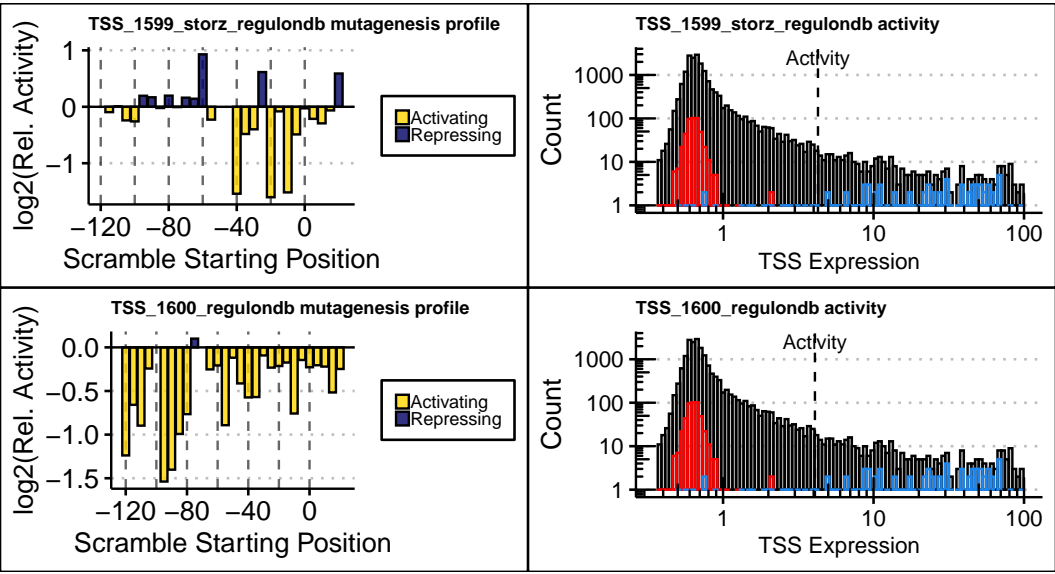 TSS_1599_storz_regulondb mutagenesis profile
log2(Rel. Activity)
1
0
−1
−120
−80
−40
0
Scramble Starting Position
Activating
Repressing
TSS_1599_storz_regulondb activity
Activity
Count
1000
100
10
1
1
10
100
TSS Expression
TSS_1600_regulondb mutagenesis profile
log2(Rel. Activity)
0.0
−0.5
−1.0
−1.5
−120
−80
−40
0
Scramble Starting Position
Activating
Repressing
TSS_1600_regulondb activity
Activity
Count
1000
100
10
1
1
10
100
TSS Expression